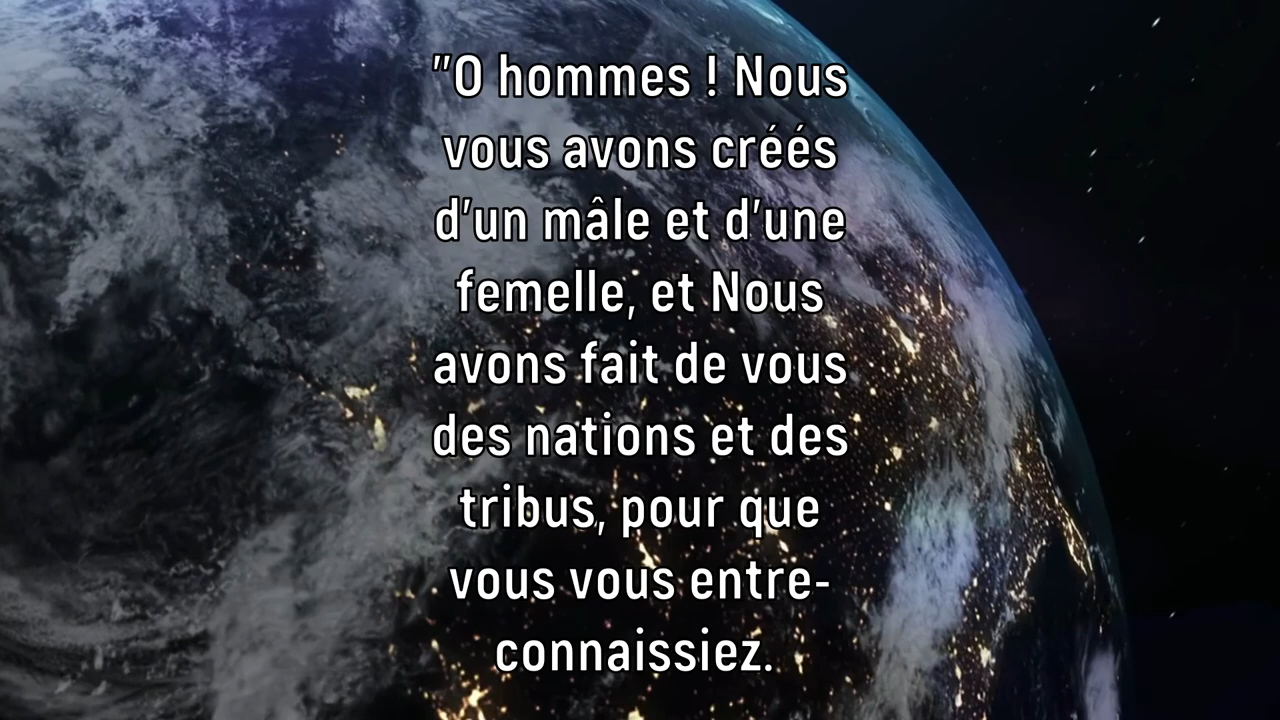 "O hommes ! Nous
vous avons créés
d'un mâle et d'une
femelle, et Nous
avons fait de vous
des nations et des
tribus, pour que
vous vous entre-
connaissiez.